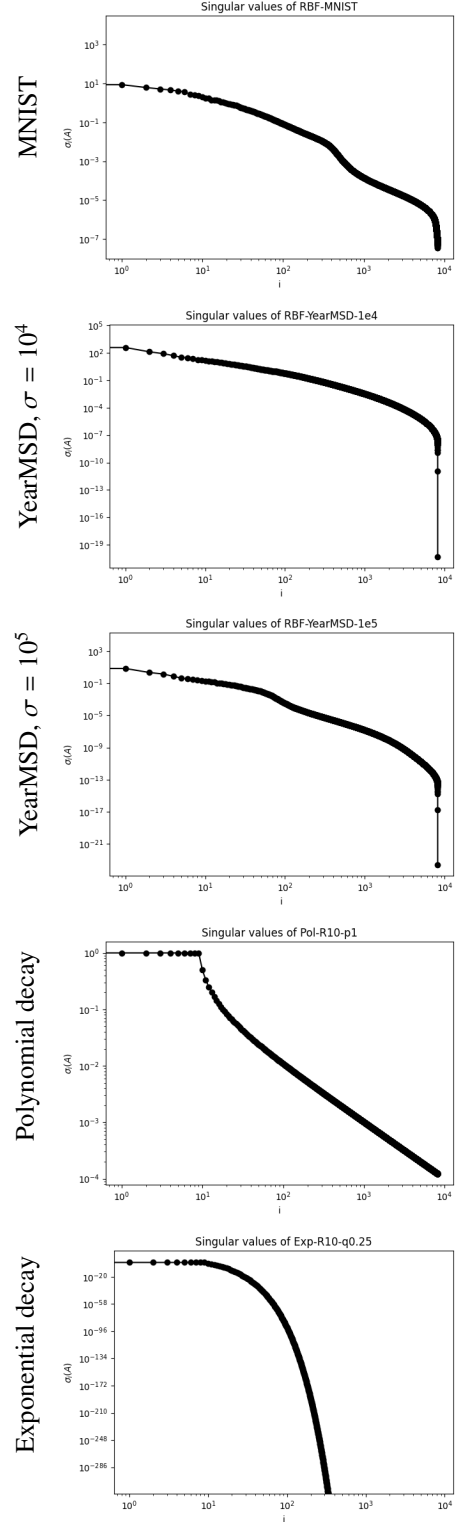 MNIST
Singular values of RBF-MNIST
σᵢ(A)
10³
10¹
10⁻¹
10⁻³
10⁻⁵
10⁻⁷
10⁰ 10¹ 10² 10³ 10⁴
i
YearMSD, σ = 10⁴
Singular values of RBF-YearMSD-1e4
σᵢ(A)
10⁵
10²
10⁻¹
10⁻⁴
10⁻⁷
10⁻¹⁰
10⁻¹³
10⁻¹⁶
10⁻¹⁹
10⁰ 10¹ 10² 10³ 10⁴
i
YearMSD, σ = 10⁵
Singular values of RBF-YearMSD-1e5
σᵢ(A)
10³
10⁻¹
10⁻⁵
10⁻⁹
10⁻¹³
10⁻¹⁷
10⁻²¹
10⁰ 10¹ 10² 10³ 10⁴
i
Polynomial decay
Singular values of Pol-R10-p1
σᵢ(A)
10⁰
10⁻¹
10⁻²
10⁻³
10⁻⁴
10⁰ 10¹ 10² 10³ 10⁴
i
Exponential decay
Singular values of Exp-R10-q0.25
σᵢ(A)
10⁻²⁰
10⁻⁵⁸
10⁻⁹⁶
10⁻¹³⁴
10⁻¹⁷²
10⁻²¹⁰
10⁻²⁴⁸
10⁻²⁸⁶
10⁰ 10¹ 10² 10³ 10⁴
i